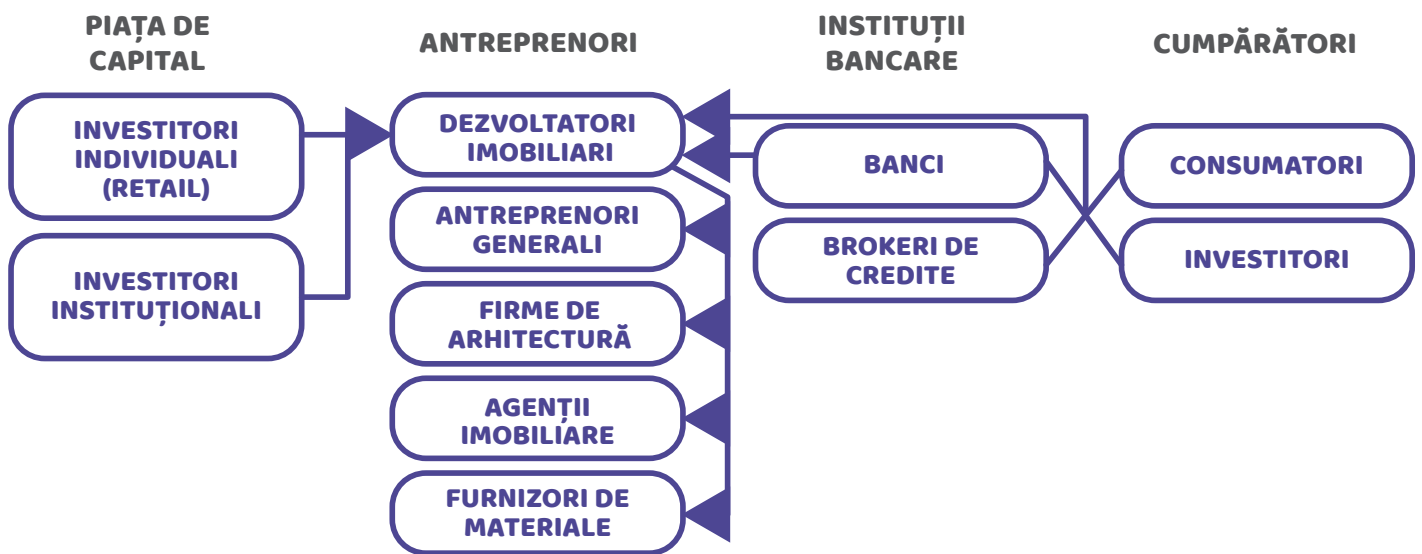 PIAȚA DE
CAPITAL
ANTREPRENORI
INSTITUȚII
BANCARE
CUMPĂRĂTORI
INVESTITORI
INDIVIDUALI
(RETAIL)
INVESTITORI
INSTITUȚIONALI
DEZVOLTATORI
IMOBILIARI
ANTREPRENORI
GENERALI
FIRME DE
ARHITECTURĂ
AGENȚII
IMOBILIARE
FURNIZORI DE
MATERIALE
BANCI
BROKERI DE
CREDITE
CONSUMATORI
INVESTITORI